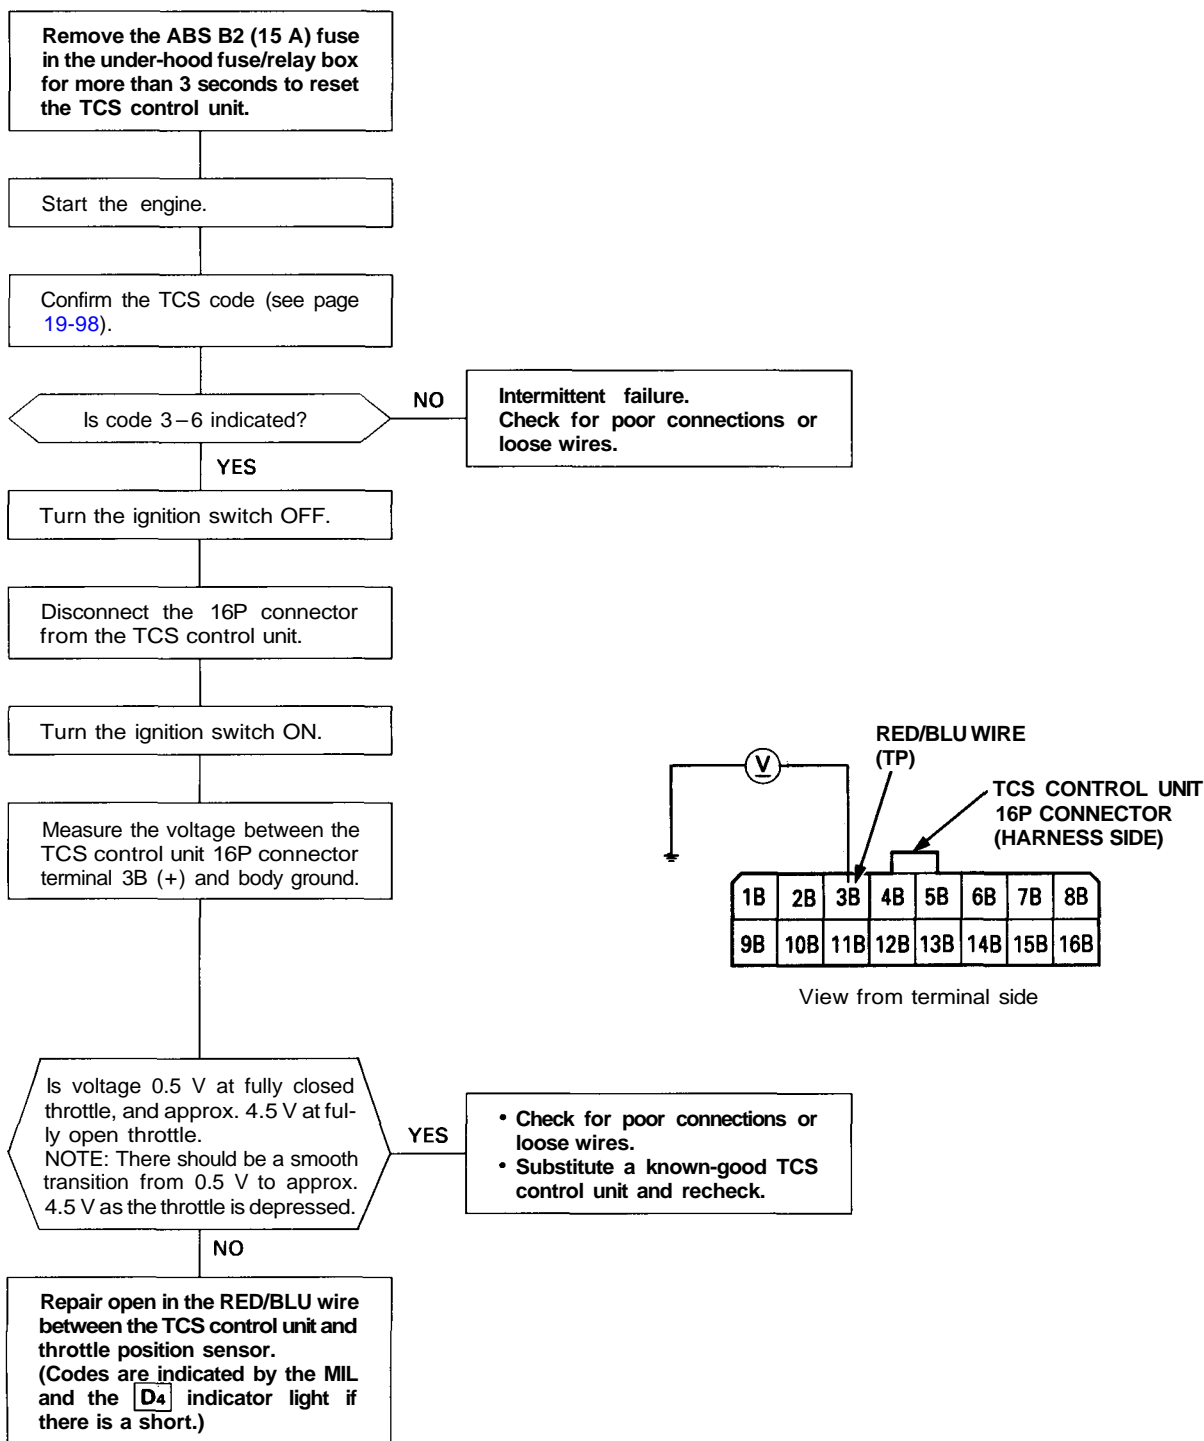 Remove the ABS B2 (15 A) fuse
in the under-hood fuse/relay box
for more than 3 seconds to reset
the TCS control unit.
Start the engine.
Confirm the TCS code (see page
19-98).
Is code 3–6 indicated?
NO
Intermittent failure.
Check for poor connections or
loose wires.
YES
Turn the ignition switch OFF.
Disconnect the 16P connector
from the TCS control unit.
Turn the ignition switch ON.
Measure the voltage between the
TCS control unit 16P connector
terminal 3B (+) and body ground.
RED/BLU WIRE
(TP)
V
TCS CONTROL UNIT
16P CONNECTOR
(HARNESS SIDE)
1B 2B 3B 4B 5B 6B 7B 8B
9B 10B 11B 12B 13B 14B 15B 16B
View from terminal side
Is voltage 0.5 V at fully closed
throttle, and approx. 4.5 V at ful-
ly open throttle.
NOTE: There should be a smooth
transition from 0.5 V to approx.
4.5 V as the throttle is depressed.
YES
• Check for poor connections or
loose wires.
• Substitute a known-good TCS
control unit and recheck.
NO
Repair open in the RED/BLU wire
between the TCS control unit and
throttle position sensor.
(Codes are indicated by the MIL
and the D4 indicator light if
there is a short.)